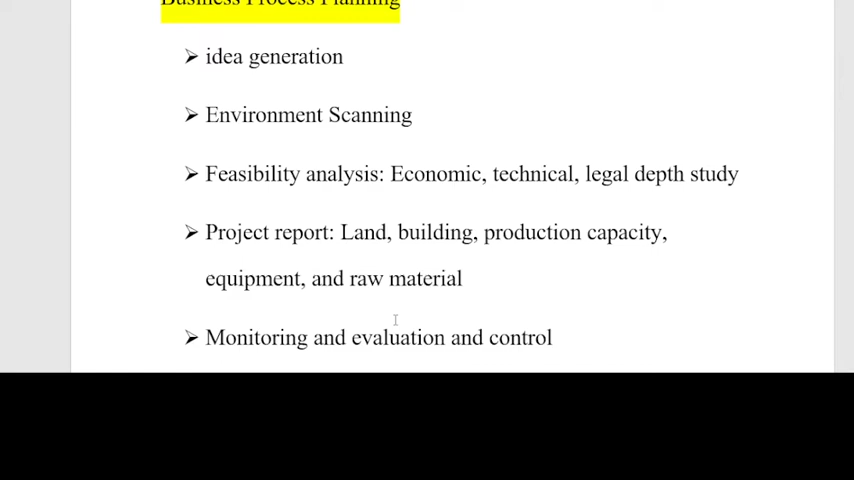 Business Process Planning
➢ idea generation
➢ Environment Scanning
➢ Feasibility analysis: Economic, technical, legal depth study
➢ Project report: Land, building, production capacity,
equipment, and raw material
➢ Monitoring and evaluation and control